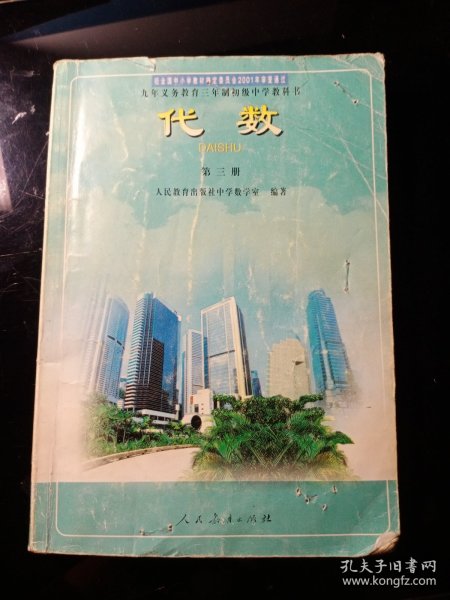 经全国中小学教材审定委员会2001年审查通过
九年义务教育三年制初级中学教科书
代数
DAISHU
第三册
人民教育出版社中学数学室 编著
人民教育出版社
孔夫子旧书网
www.kongfz.com